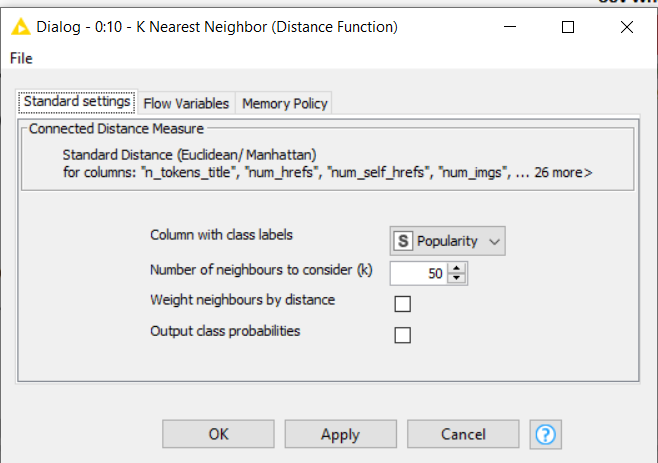 Dialog - 0:10 - K Nearest Neighbor (Distance Function)
File
Standard settings Flow Variables Memory Policy
Connected Distance Measure
Standard Distance (Euclidean/Manhattan)
for columns: "n_tokens_title", "num_hrefs", "num_self_hrefs", "num_imgs", ... 26 more>
Column with class labels S Popularity
Number of neighbours to consider (k) 50
Weight neighbours by distance
Output class probabilities
OK Apply Cancel ?